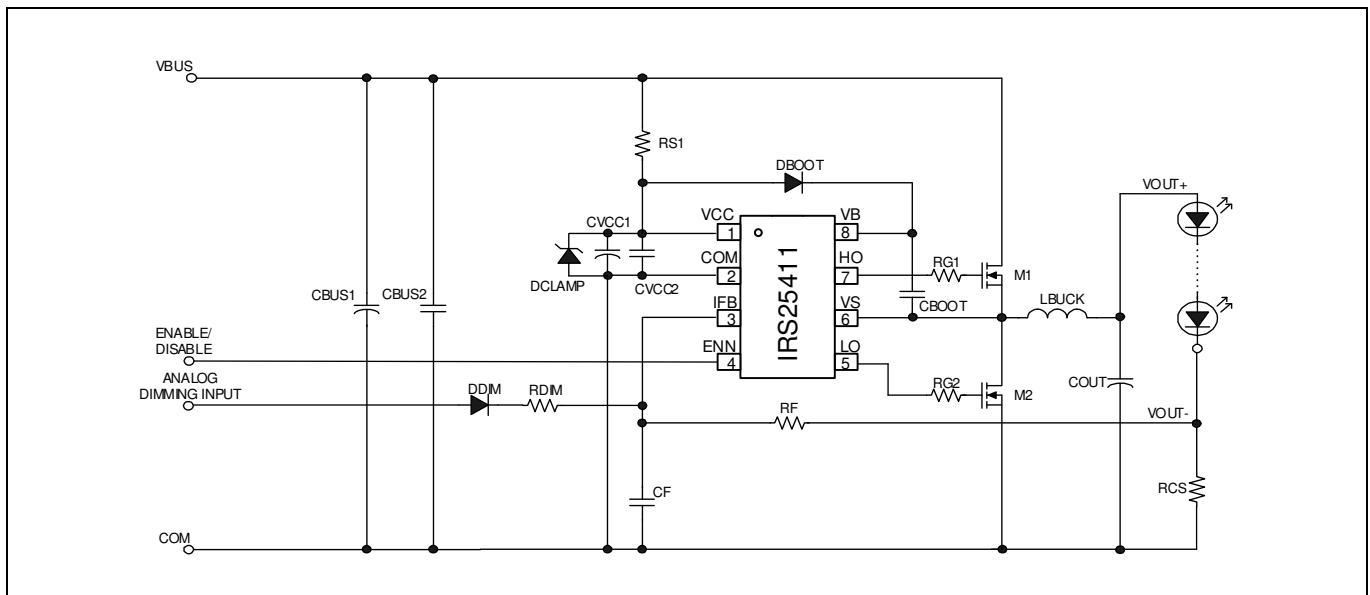 VBUS
RS1
DBOOT
VOUT+
VCC
CVCC1
VB
1
8
COM
HO
RG1
2
7
M1
DCLAMP
CVCC2
IRS25411
CBUS1
CBUS2
IFB
VS
CBOOT
LBUCK
3
6
ENABLE/
DISABLE
ENN
LO
4
5
ANALOG
DIMMING INPUT
DDIM
RDIM
RG2
M2
COUT
RF
VOUT-
CF
RCS
COM